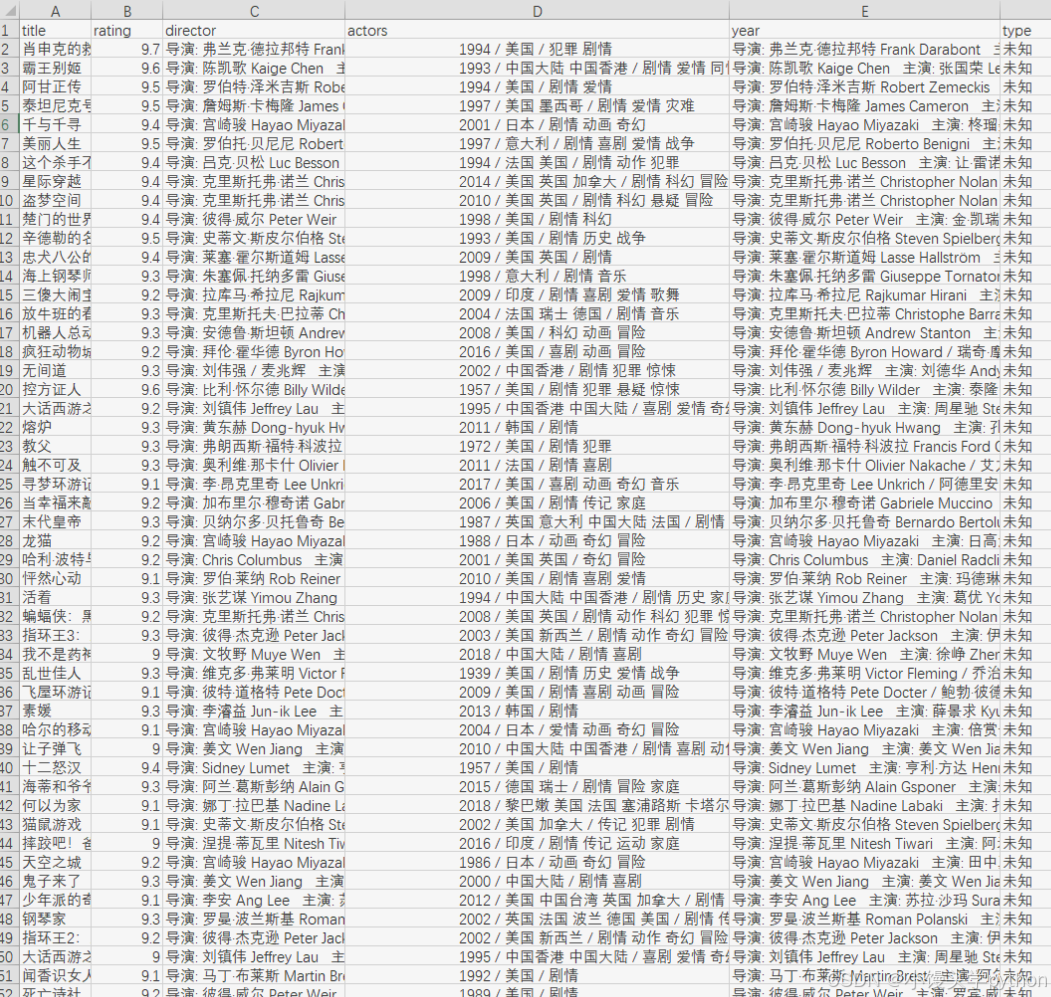 A B C D E
1 title rating director actors year type
2 肖申克的救 9.7 导演: 弗兰克·德拉邦特 Frank 1994 / 美国 / 犯罪 剧情 导演: 弗兰克·德拉邦特 Frank Darabont 主 未知
3 霸王别姬 9.6 导演: 陈凯歌 Kaige Chen 主 1993 / 中国大陆 中国香港 / 剧情 爱情 同 导演: 陈凯歌 Kaige Chen 主演: 张国荣 Le 未知
4 阿甘正传 9.5 导演: 罗伯特·泽米吉斯 Robe 1994 / 美国 / 剧情 爱情 导演: 罗伯特·泽米吉斯 Robert Zemeckis 未知
5 泰坦尼克号 9.5 导演: 詹姆斯·卡梅隆 James 1997 / 美国 墨西哥 / 剧情 爱情 灾难 导演: 詹姆斯·卡梅隆 James Cameron 主 未知
6 千与千寻 9.4 导演: 宫崎骏 Hayao Miyazal 2001 / 日本 / 剧情 动画 奇幻 导演: 宫崎骏 Hayao Miyazaki 主演: 柊瑠 未知
7 美丽人生 9.5 导演: 罗伯托·贝尼尼 Robert 1997 / 意大利 / 剧情 喜剧 爱情 战争 导演: 罗伯托·贝尼尼 Roberto Benigni 主 未知
8 这个杀手不 9.4 导演: 吕克·贝松 Luc Besson 1994 / 法国 美国 / 剧情 动作 犯罪 导演: 吕克·贝松 Luc Besson 主演: 让·雷诺 未知
9 星际穿越 9.4 导演: 克里斯托弗·诺兰 Chris 2014 / 美国 英国 加拿大 / 剧情 科幻 冒险 导演: 克里斯托弗·诺兰 Christopher Nolan 未知
10 盗梦空间 9.4 导演: 克里斯托弗·诺兰 Chris 2010 / 美国 英国 / 剧情 科幻 悬疑 冒险 导演: 克里斯托弗·诺兰 Christopher Nolan 未知
11 楚门的世界 9.4 导演: 彼得·威尔 Peter Weir 1998 / 美国 / 剧情 科幻 导演: 彼得·威尔 Peter Weir 主演: 金·凯瑞 未知
12 辛德勒的名 9.5 导演: 史蒂文·斯皮尔伯格 Ste 1993 / 美国 / 剧情 历史 战争 导演: 史蒂文·斯皮尔伯格 Steven Spielberg 未知
13 忠犬八公的 9.4 导演: 莱塞·霍尔斯道姆 Lasse 2009 / 美国 英国 / 剧情 导演: 莱塞·霍尔斯道姆 Lasse Hallström 主 未知
14 海上钢琴师 9.3 导演: 朱塞佩·托纳多雷 Giuse 1998 / 意大利 / 剧情 音乐 导演: 朱塞佩·托纳多雷 Giuseppe Tornator 未知
15 三傻大闹宝 9.2 导演: 拉库马·希拉尼 Rajkum 2009 / 印度 / 剧情 喜剧 爱情 歌舞 导演: 拉库马·希拉尼 Rajkumar Hirani 主 未知
16 放牛班的春 9.3 导演: 克里斯托夫·巴拉蒂 Ch 2004 / 法国 瑞士 德国 / 剧情 音乐 导演: 克里斯托夫·巴拉蒂 Christophe Barra 未知
17 机器人总动 9.3 导演: 安德鲁·斯坦顿 Andrew 2008 / 美国 / 科幻 动画 冒险 导演: 安德鲁·斯坦顿 Andrew Stanton 主 未知
18 疯狂动物城 9.2 导演: 拜伦·霍华德 Byron Ho 2016 / 美国 / 喜剧 动画 冒险 导演: 拜伦·霍华德 Byron Howard / 瑞奇·摩 未知
19 无间道 9.3 导演: 刘伟强 / 麦兆辉 主演 2002 / 中国香港 / 剧情 犯罪 惊悚 导演: 刘伟强 / 麦兆辉 主演: 刘德华 Andy 未知
20 控方证人 9.6 导演: 比利·怀尔德 Billy Wilde 1957 / 美国 / 剧情 犯罪 悬疑 惊悚 导演: 比利·怀尔德 Billy Wilder 主演: 泰隆 未知
21 大话西游之 9.2 导演: 刘镇伟 Jeffrey Lau 主 1995 / 中国香港 中国大陆 / 喜剧 爱情 奇 导演: 刘镇伟 Jeffrey Lau 主演: 周星驰 Ste 未知
22 熔炉 9.3 导演: 黄东赫 Dong-hyuk Hw 2011 / 韩国 / 剧情 导演: 黄东赫 Dong-hyuk Hwang 主演: 孔 未知
23 教父 9.3 导演: 弗朗西斯·福特·科波拉 1972 / 美国 / 剧情 犯罪 导演: 弗朗西斯·福特·科波拉 Francis Ford C 未知
24 触不可及 9.3 导演: 奥利维·那卡什 Olivier 2011 / 法国 / 剧情 喜剧 导演: 奥利维·那卡什 Olivier Nakache / 艾 未知
25 寻梦环游记 9.1 导演: 李·昂克里奇 Lee Unkri 2017 / 美国 / 喜剧 动画 奇幻 音乐 导演: 李·昂克里奇 Lee Unkrich / 阿德里安 未知
26 当幸福来敲 9.2 导演: 加布里尔·穆奇诺 Gabr 2006 / 美国 / 剧情 传记 家庭 导演: 加布里尔·穆奇诺 Gabriele Muccino 未知
27 末代皇帝 9.3 导演: 贝纳尔多·贝托鲁奇 Be 1987 / 英国 意大利 中国大陆 法国 / 剧情 导演: 贝纳尔多·贝托鲁奇 Bernardo Bertolu 未知
28 龙猫 9.2 导演: 宫崎骏 Hayao Miyazal 1988 / 日本 / 动画 奇幻 冒险 导演: 宫崎骏 Hayao Miyazaki 主演: 日高 未知
29 哈利·波特与 9.2 导演: Chris Columbus 主演 2001 / 美国 英国 / 奇幻 冒险 导演: Chris Columbus 主演: Daniel Radcli 未知
30 怦然心动 9.1 导演: 罗伯·莱纳 Rob Reiner 2010 / 美国 / 剧情 喜剧 爱情 导演: 罗伯·莱纳 Rob Reiner 主演: 玛德琳 未知
31 活着 9.3 导演: 张艺谋 Yimou Zhang 1994 / 中国大陆 中国香港 / 剧情 历史 家 导演: 张艺谋 Yimou Zhang 主演: 葛优 Yo 未知
32 蝙蝠侠: 黑 9.2 导演: 克里斯托弗·诺兰 Chris 2008 / 美国 英国 / 剧情 动作 科幻 犯罪 惊 导演: 克里斯托弗·诺兰 Christopher Nolan 未知
33 指环王3: 9.3 导演: 彼得·杰克逊 Peter Jack 2003 / 美国 新西兰 / 剧情 动作 奇幻 冒险 导演: 彼得·杰克逊 Peter Jackson 主演: 伊 未知
34 我不是药神 9 导演: 文牧野 Muye Wen 主 2018 / 中国大陆 / 剧情 喜剧 导演: 文牧野 Muye Wen 主演: 徐峥 Zher 未知
35 乱世佳人 9.3 导演: 维克多·弗莱明 Victor F 1939 / 美国 / 剧情 历史 爱情 战争 导演: 维克多·弗莱明 Victor Fleming / 乔治 未知
36 飞屋环游记 9.1 导演: 彼特·道格特 Pete Doct 2009 / 美国 / 剧情 喜剧 动画 冒险 导演: 彼特·道格特 Pete Docter / 鲍勃·彼德 未知
37 素媛 9.3 导演: 李濬益 Jun-ik Lee 主 2013 / 韩国 / 剧情 导演: 李濬益 Jun-ik Lee 主演: 薛景求 Kyu 未知
38 哈尔的移动 9.1 导演: 宫崎骏 Hayao Miyazal 2004 / 日本 / 爱情 动画 奇幻 冒险 导演: 宫崎骏 Hayao Miyazaki 主演: 倍赏 未知
39 让子弹飞 9 导演: 姜文 Wen Jiang 主演 2010 / 中国大陆 中国香港 / 剧情 喜剧 动 导演: 姜文 Wen Jiang 主演: 姜文 Wen Jia 未知
40 十二怒汉 9.4 导演: Sidney Lumet 主演: 亨 1957 / 美国 / 剧情 导演: Sidney Lumet 主演: 亨利·方达 Henr 未知
41 海蒂和爷爷 9.3 导演: 阿兰·葛斯彭纳 Alain G 2015 / 德国 瑞士 / 剧情 冒险 家庭 导演: 阿兰·葛斯彭纳 Alain Gsponer 主演: 未知
42 何以为家 9.1 导演: 娜丁·拉巴基 Nadine La 2018 / 黎巴嫩 美国 法国 塞浦路斯 卡塔尔 导演: 娜丁·拉巴基 Nadine Labaki 主演: 扎 未知
43 猫鼠游戏 9.1 导演: 史蒂文·斯皮尔伯格 Ste 2002 / 美国 加拿大 / 传记 犯罪 剧情 导演: 史蒂文·斯皮尔伯格 Steven Spielberg 未知
44 摔跤吧! 爸 9 导演: 涅提·蒂瓦里 Nitesh Tiw 2016 / 印度 / 剧情 传记 运动 家庭 导演: 涅提·蒂瓦里 Nitesh Tiwari 主演: 阿 未知
45 天空之城 9.2 导演: 宫崎骏 Hayao Miyazal 1986 / 日本 / 动画 奇幻 冒险 导演: 宫崎骏 Hayao Miyazaki 主演: 田中 未知
46 鬼子来了 9.3 导演: 姜文 Wen Jiang 主演 2000 / 中国大陆 / 剧情 喜剧 导演: 姜文 Wen Jiang 主演: 姜文 Wen Jia 未知
47 少年派的奇 9.1 导演: 李安 Ang Lee 主演: 苏 2012 / 美国 中国台湾 英国 加拿大 / 剧情 导演: 李安 Ang Lee 主演: 苏拉·沙玛 Sura 未知
48 钢琴家 9.3 导演: 罗曼·波兰斯基 Roman 2002 / 英国 法国 波兰 德国 美国 / 剧情 传 导演: 罗曼·波兰斯基 Roman Polanski 主 未知
49 指环王2: 9.2 导演: 彼得·杰克逊 Peter Jack 2002 / 美国 新西兰 / 剧情 动作 奇幻 冒险 导演: 彼得·杰克逊 Peter Jackson 主演: 伊 未知
50 大话西游之 9 导演: 刘镇伟 Jeffrey Lau 主 1995 / 中国香港 中国大陆 / 喜剧 爱情 奇 导演: 刘镇伟 Jeffrey Lau 主演: 周星驰 Ste 未知
51 闻香识女人 9.1 导演: 马丁·布莱斯 Martin Bre 1992 / 美国 / 剧情 导演: 马丁·布莱斯 Martin Brest 主演: 阿 未知
52 死亡诗社 9.2 导演: 彼得·威尔 Peter Weir 1989 / 美国 / 剧情 导演: 彼得·威尔 Peter Weir 主演: 罗宾·威 未知